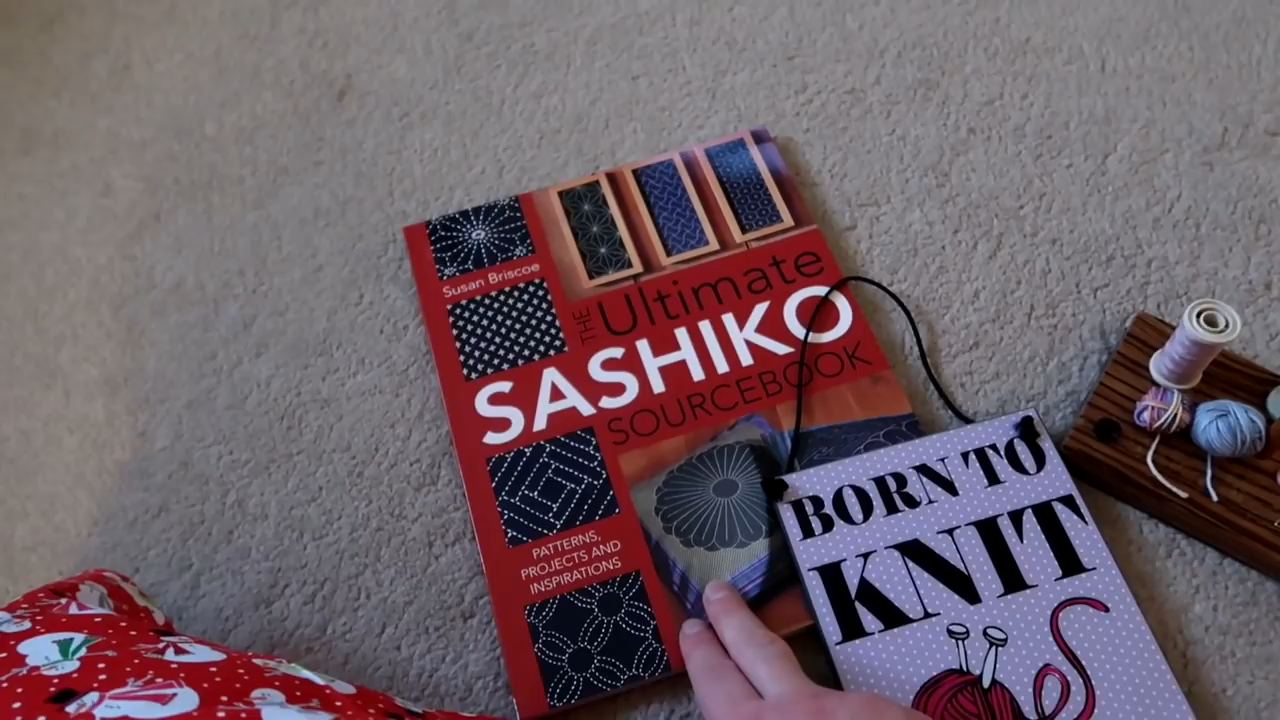 Susan Briscoe
THE Ultimate
SASHIKO
SOURCEBOOK
PATTERNS,
PROJECTS AND
INSPIRATIONS
BORN TO
KNIT